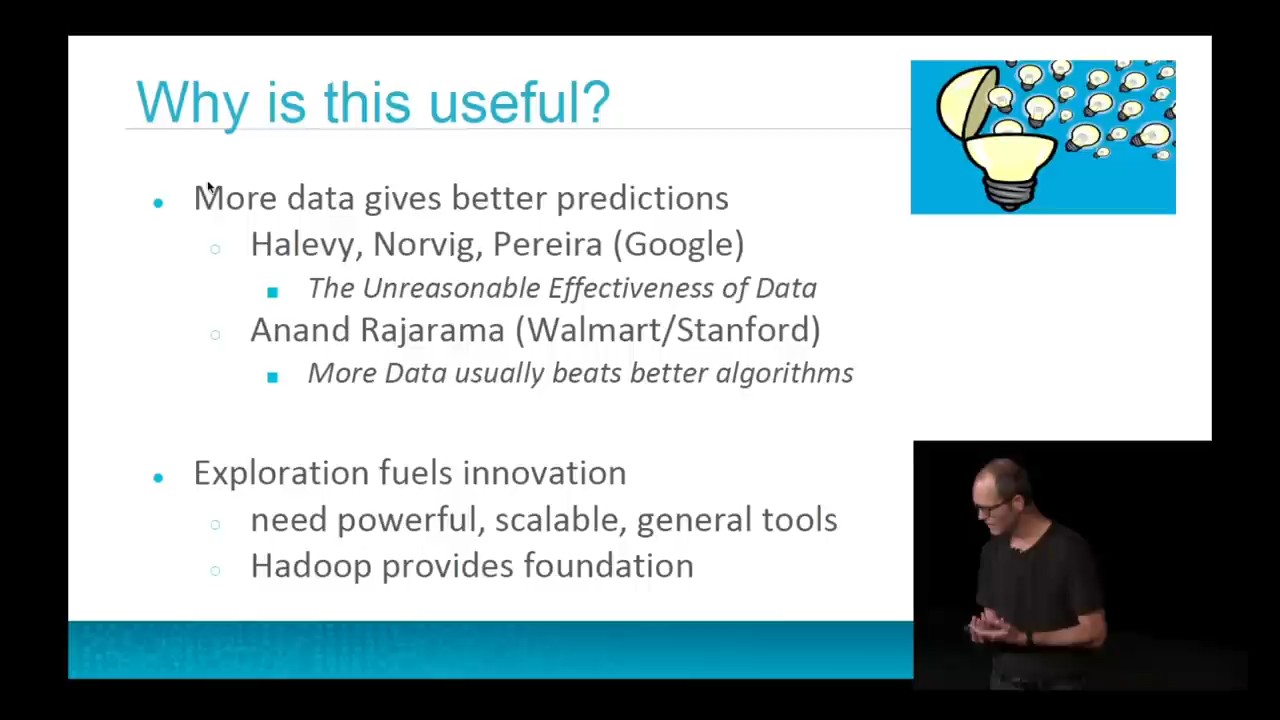 Why is this useful?
More data gives better predictions
Halevy, Norvig, Pereira (Google)
The Unreasonable Effectiveness of Data
Anand Rajarama (Walmart/Stanford)
More Data usually beats better algorithms
Exploration fuels innovation
need powerful, scalable, general tools
Hadoop provides foundation